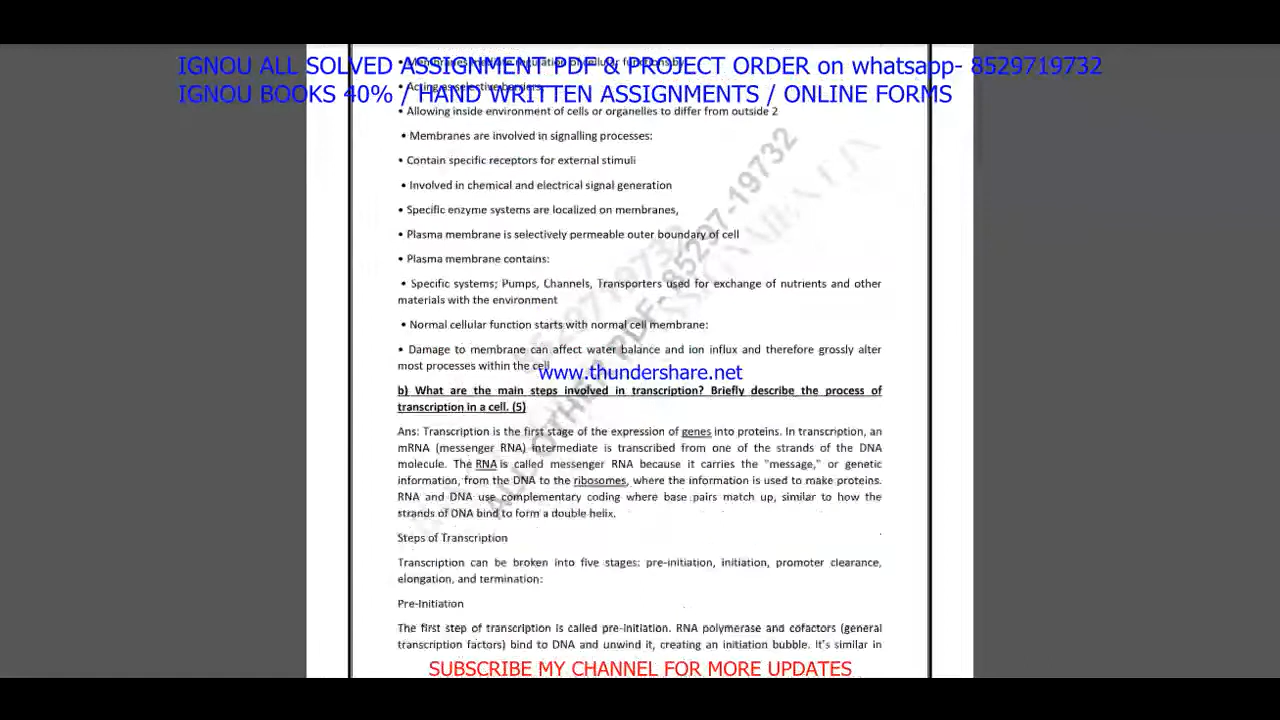 IGNOU ALL SOLVED ASSIGNMENT PDF & PROJECT ORDER on whatsapp- 8529719732
IGNOU BOOKS 40% / HAND WRITTEN ASSIGNMENTS / ONLINE FORMS
• Allowing inside environment of cells or organelles to differ from outside 2
• Membranes are involved in signalling processes:
• Contain specific receptors for external stimuli
• Involved in chemical and electrical signal generation
• Specific enzyme systems are localized on membranes,
• Plasma membrane is selectively permeable outer boundary of cell
• Plasma membrane contains:
• Specific systems; Pumps, Channels, Transporters used for exchange of nutrients and other
materials with the environment
• Normal cellular function starts with normal cell membrane:
• Damage to membrane can affect water balance and ion influx and therefore grossly alter
most processes within the cell
www.thundershare.net
b) What are the main steps involved in transcription? Briefly describe the process of
transcription in a cell. (5)
Ans: Transcription is the first stage of the expression of genes into proteins. In transcription, an
mRNA (messenger RNA) intermediate is transcribed from one of the strands of the DNA
molecule. The RNA is called messenger RNA because it carries the "message," or genetic
information, from the DNA to the ribosomes, where the information is used to make proteins.
RNA and DNA use complementary coding where base pairs match up, similar to how the
strands of DNA bind to form a double helix.
Steps of Transcription
Transcription can be broken into five stages: pre-initiation, initiation, promoter clearance,
elongation, and termination:
Pre-Initiation
The first step of transcription is called pre-initiation. RNA polymerase and cofactors (general
transcription factors) bind to DNA and unwind it, creating an initiation bubble. It's similar in
SUBSCRIBE MY CHANNEL FOR MORE UPDATES